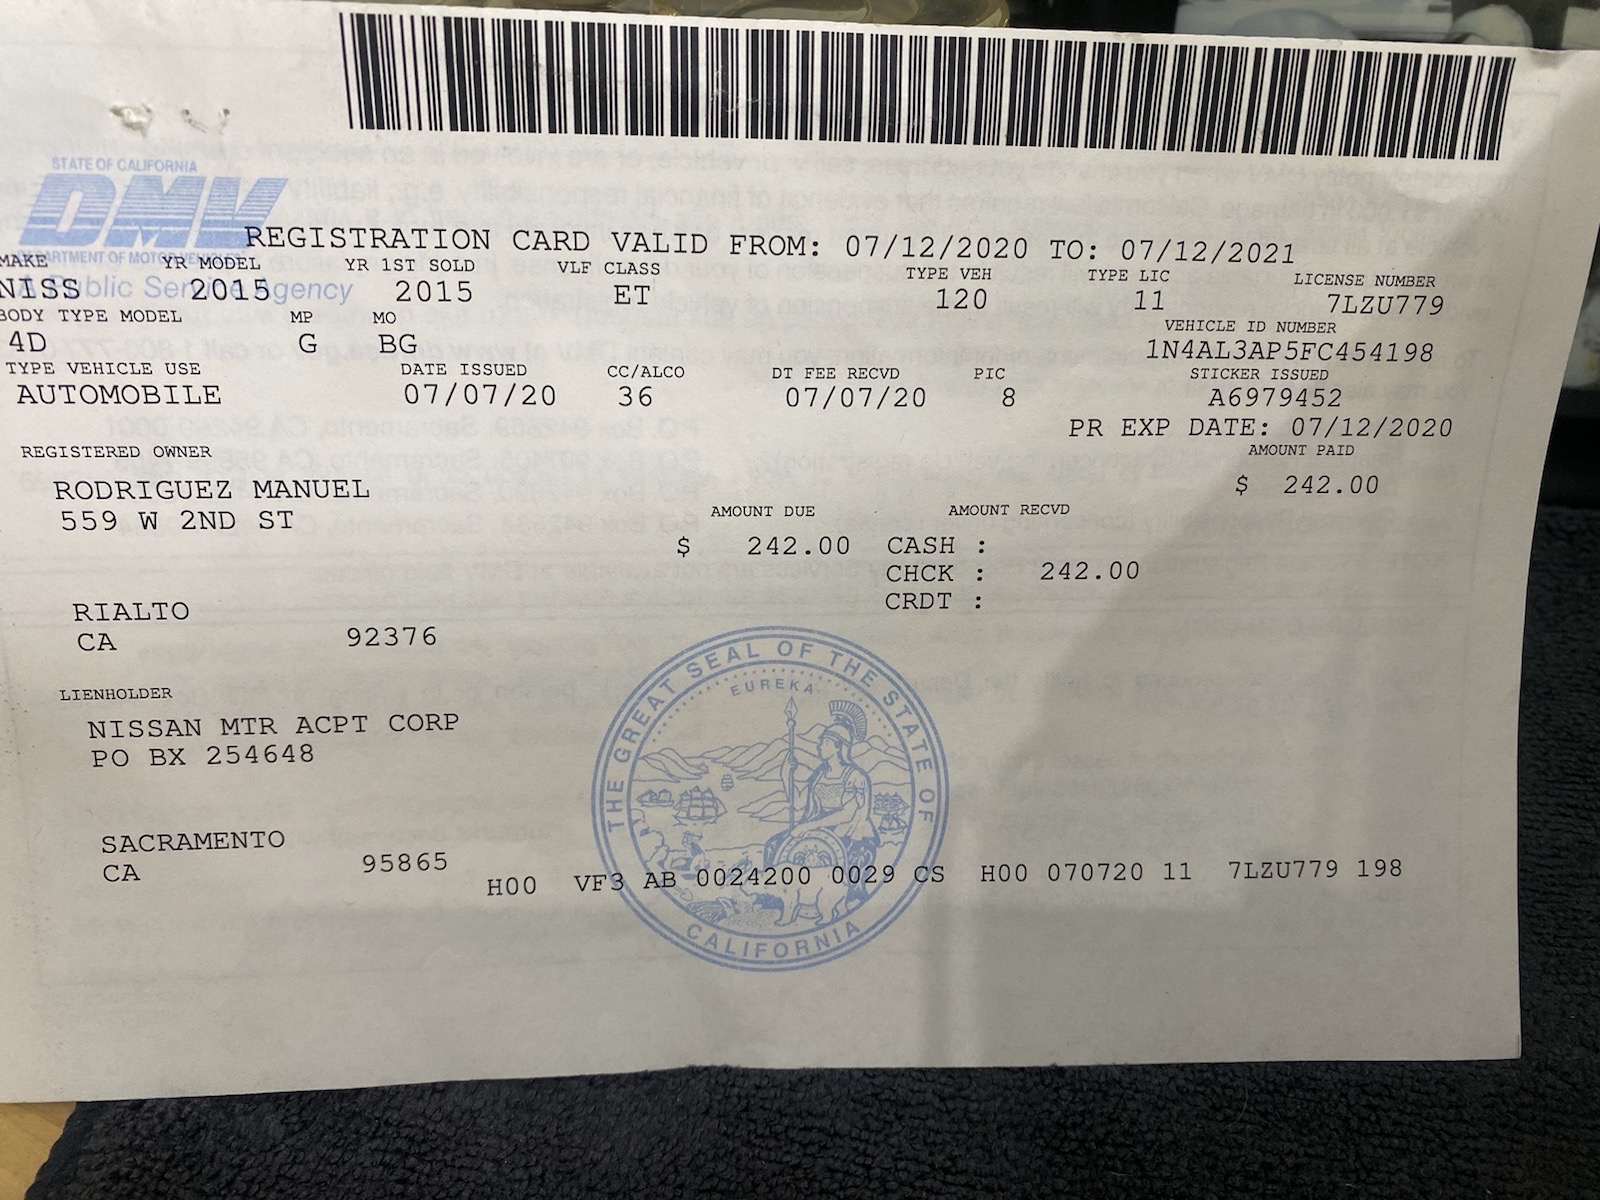 STATE OF CALIFORNIA
DMV
DEPARTMENT OF MOTOR VEHICLES
A Public Service Agency
REGISTRATION CARD VALID FROM: 07/12/2020 TO: 07/12/2021
MAKE YR MODEL YR 1ST SOLD VLF CLASS TYPE VEH TYPE LIC LICENSE NUMBER
NISS 2015 2015 ET 120 11 7LZU779
BODY TYPE MODEL MP MO VEHICLE ID NUMBER
4D G BG 1N4AL3AP5FC454198
TYPE VEHICLE USE DATE ISSUED CC/ALCO DT FEE RECVD PIC STICKER ISSUED
AUTOMOBILE 07/07/20 36 07/07/20 8 A6979452
PR EXP DATE: 07/12/2020
REGISTERED OWNER AMOUNT PAID
RODRIGUEZ MANUEL $ 242.00
559 W 2ND ST AMOUNT DUE AMOUNT RECVD
$ 242.00 CASH :
CHCK : 242.00
CRDT :
RIALTO
CA 92376
LIENHOLDER
NISSAN MTR ACPT CORP
PO BX 254648
SACRAMENTO
CA 95865
H00 VF3 AB 0024200 0029 CS H00 070720 11 7LZU779 198
THE GREAT SEAL OF THE STATE OF CALIFORNIA
EUREKA